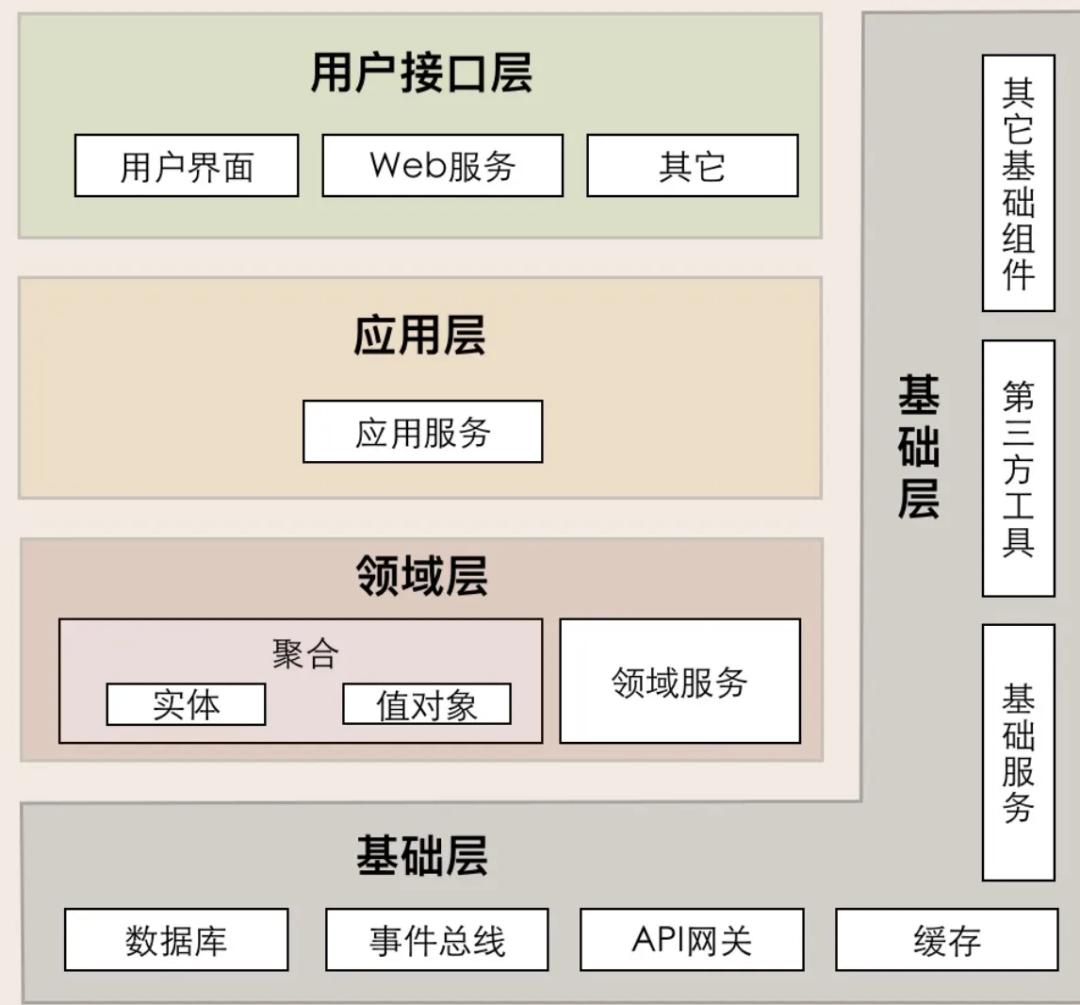 用户接口层
用户界面
Web服务
其它
应用层
应用服务
领域层
聚合
实体
值对象
领域服务
基础层
其它基础组件
第三方工具
基础服务
基础层
数据库
事件总线
API网关
缓存